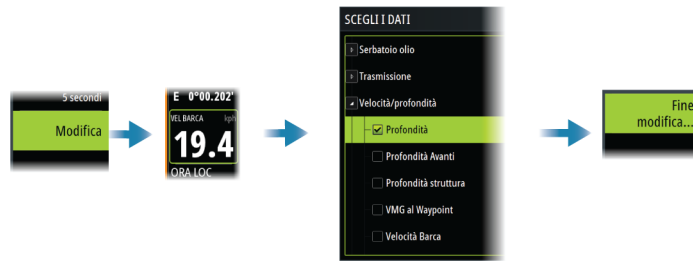 5 secondi
Modifica
E 0°00.202'
VEL BARCA kph
19.4
ORA LOC
SCEGLI I DATI
Serbatoio olio
Trasmissione
Velocità/profondità
Profondità
Profondità Avanti
Profondità struttura
VMG al Waypoint
Velocità Barca
Fine
modifica...